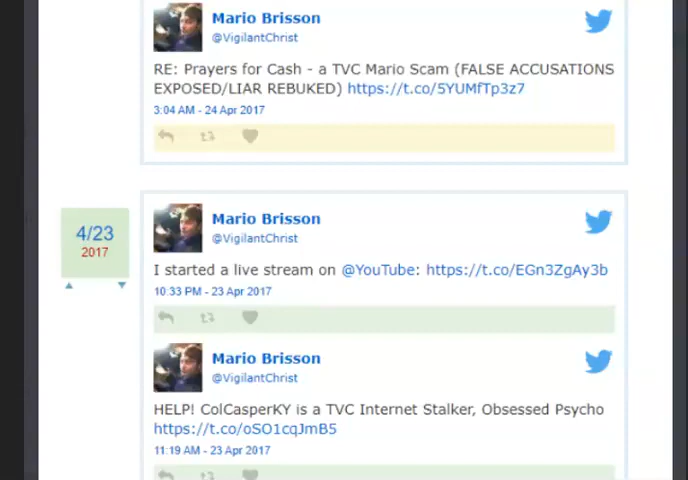 Mario Brisson
@VigilantChrist
RE: Prayers for Cash - a TVC Mario Scam (FALSE ACCUSATIONS
EXPOSED/LIAR REBUKED) https://t.co/5YUMfTp3z7
3:04 AM - 24 Apr 2017
4/23
2017
Mario Brisson
@VigilantChrist
I started a live stream on @YouTube: https://t.co/EGn3ZgAy3b
10:33 PM - 23 Apr 2017
Mario Brisson
@VigilantChrist
HELP! ColCasperKY is a TVC Internet Stalker, Obsessed Psycho
https://t.co/oSO1cqJmB5
11:19 AM - 23 Apr 2017